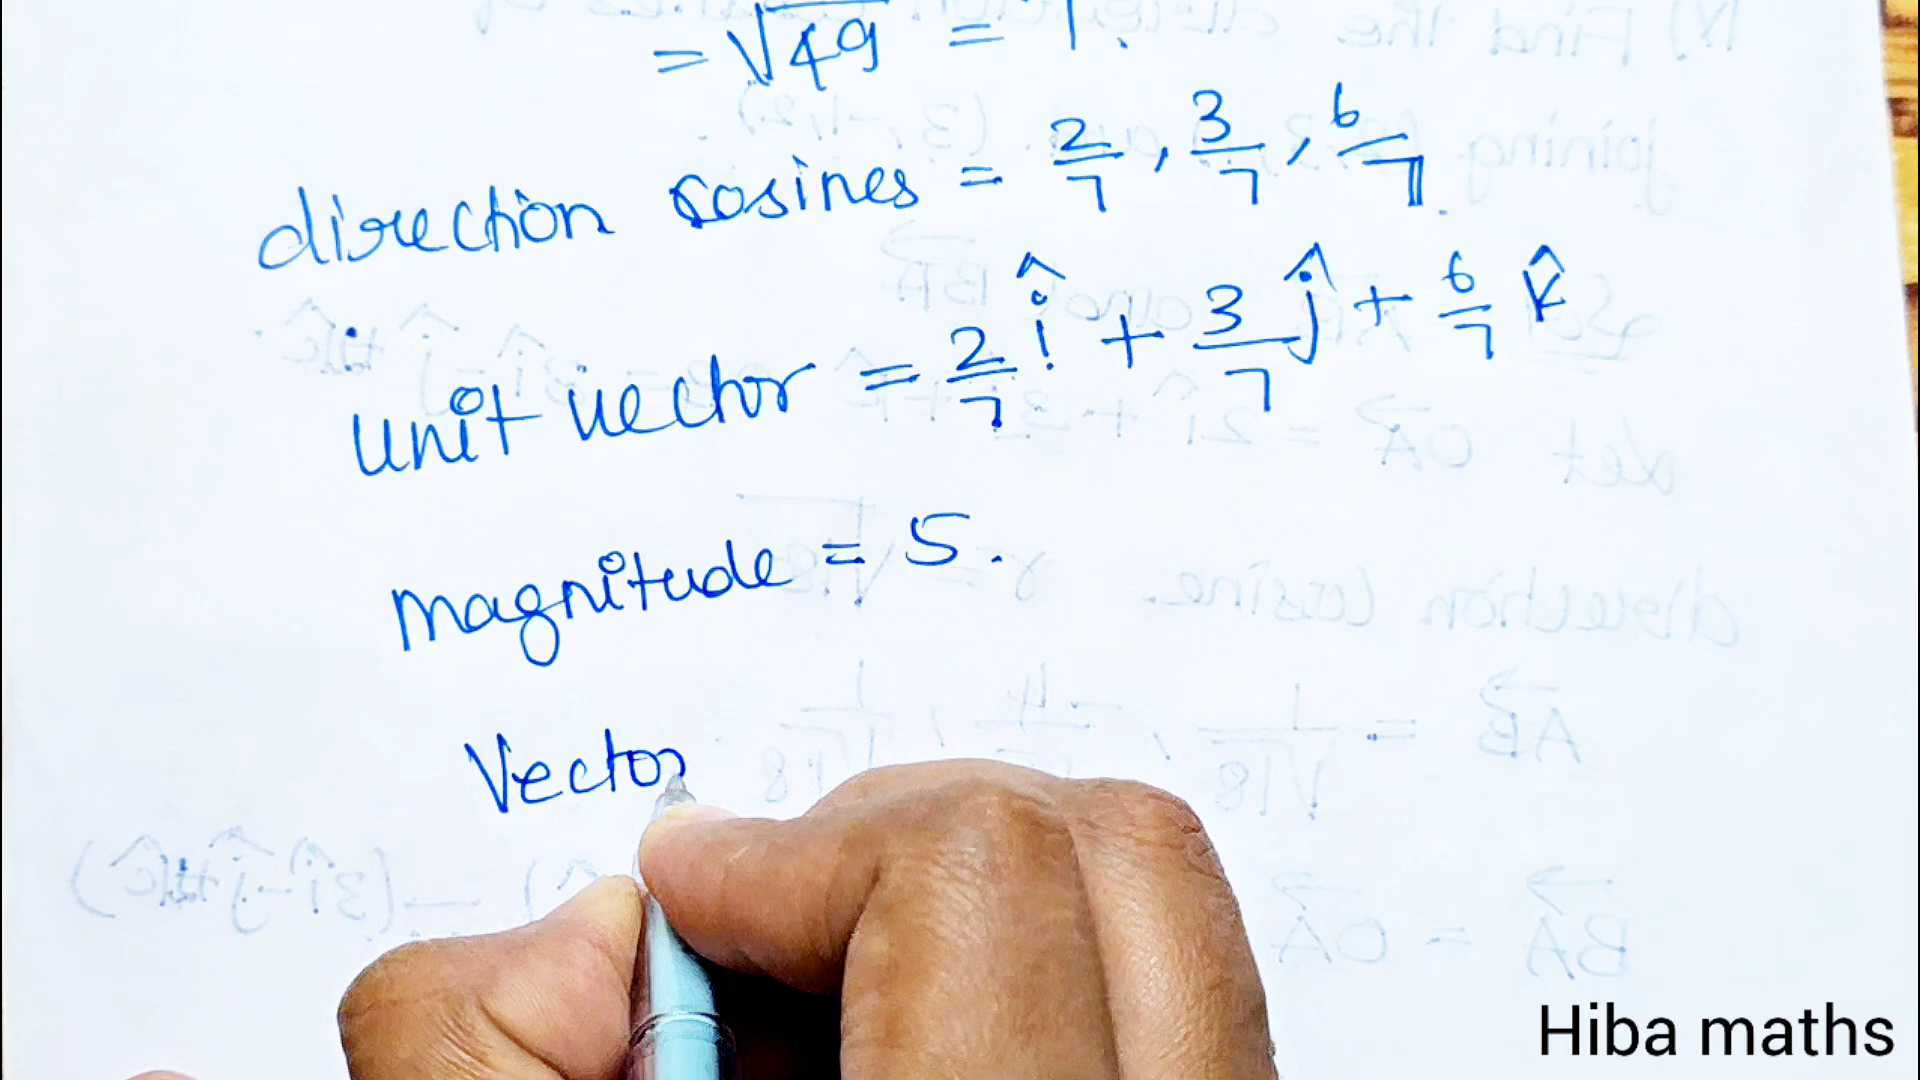 = √49 = 7.
direction cosines = 2/7, 3/7, 6/7
unit vector = 2/7 î + 3/7 ĵ + 6/7 k̂
magnitude = 5.
Vector
Hiba maths